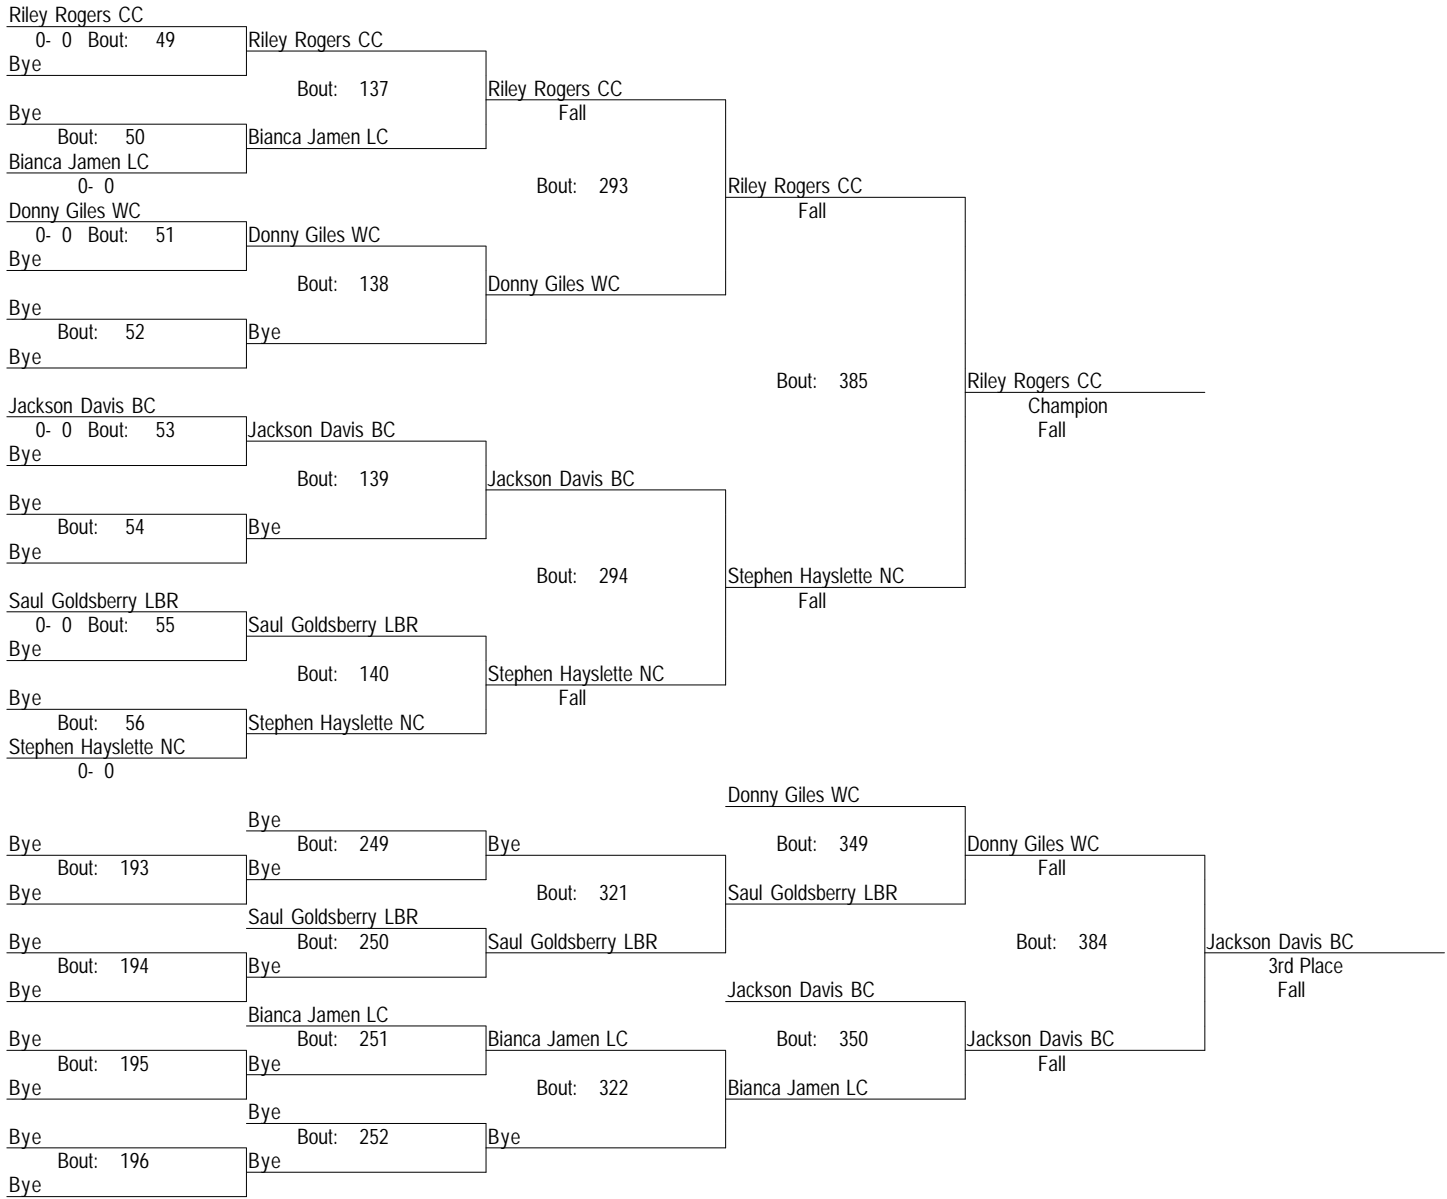 Riley Rogers CC
0- 0 Bout: 49 Riley Rogers CC
Bye
Bout: 137 Riley Rogers CC
Bye Fall
Bout: 50 Bianca Jamen LC
Bianca Jamen LC
0- 0 Bout: 293 Riley Rogers CC
Donny Giles WC Fall
0- 0 Bout: 51 Donny Giles WC
Bye
Bout: 138 Donny Giles WC
Bye
Bout: 52 Bye
Bye
Bout: 385 Riley Rogers CC
Jackson Davis BC Champion
0- 0 Bout: 53 Jackson Davis BC Fall
Bye
Bout: 139 Jackson Davis BC
Bye
Bout: 54 Bye
Bye
Bout: 294 Stephen Hayslette NC
Saul Goldsberry LBR Fall
0- 0 Bout: 55 Saul Goldsberry LBR
Bye
Bout: 140 Stephen Hayslette NC
Bye Fall
Bout: 56 Stephen Hayslette NC
Stephen Hayslette NC
0- 0
Donny Giles WC
Bye
Bye Bout: 249 Bye Bout: 349 Donny Giles WC
Bout: 193 Bye Fall
Bye Bout: 321 Saul Goldsberry LBR
Saul Goldsberry LBR
Bye Bout: 250 Saul Goldsberry LBR Bout: 384 Jackson Davis BC
Bout: 194 Bye 3rd Place
Bye Jackson Davis BC Fall
Bianca Jamen LC
Bye Bout: 251 Bianca Jamen LC Bout: 350 Jackson Davis BC
Bout: 195 Bye Fall
Bye Bout: 322 Bianca Jamen LC
Bye
Bye Bout: 252 Bye
Bout: 196 Bye
Bye